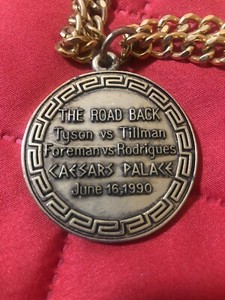 THE ROAD BACK
Tyson vs Tillman
Foreman vs Rodrigues
CAESARS PALACE
June 16, 1990